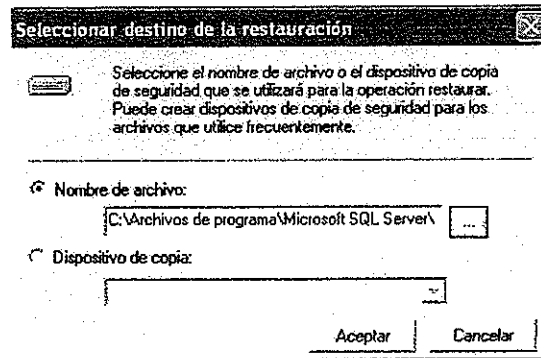 Seleccionar destino de la restauración
Seleccione el nombre de archivo o el dispositivo de copia
de seguridad que se utilizará para la operación restaurar.
Puede crear dispositivos de copia de seguridad para los
archivos que utilice frecuentemente.
Nombre de archivo:
C:\Archivos de programa\Microsoft SQL Server\
...
Dispositivo de copia:
Aceptar
Cancelar